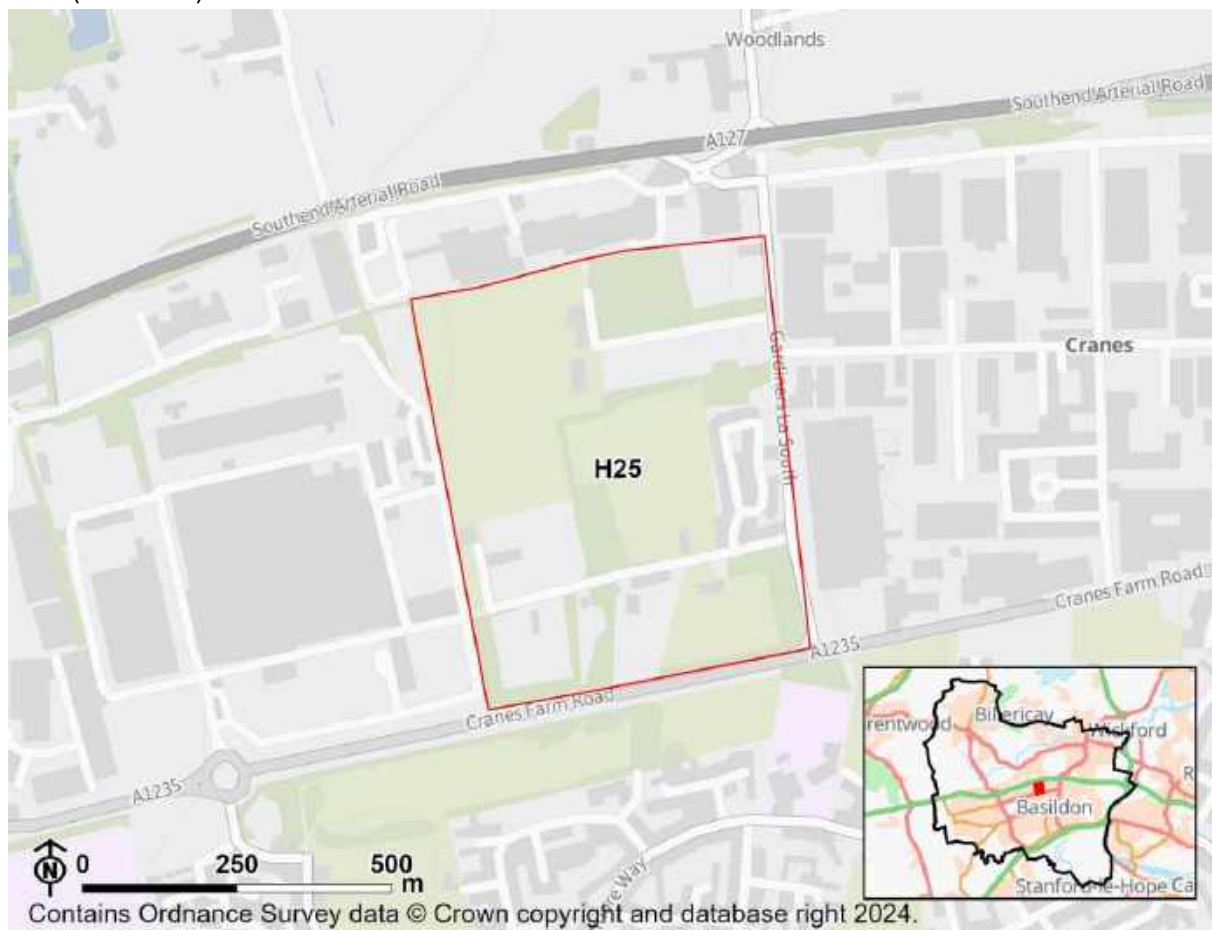 Woodlands
Southend Arterial Road
A127
Southend Arterial Road
Gardiners La South
Cranes
H25
Cranes Farm Road
A1235
Cranes Farm Road
A1235
Billericay
rentwood
Wickford
R
Basildon
Stanford-le-Hope Ca
N
0 250 500
m
Way
Contains Ordnance Survey data © Crown copyright and database right 2024.